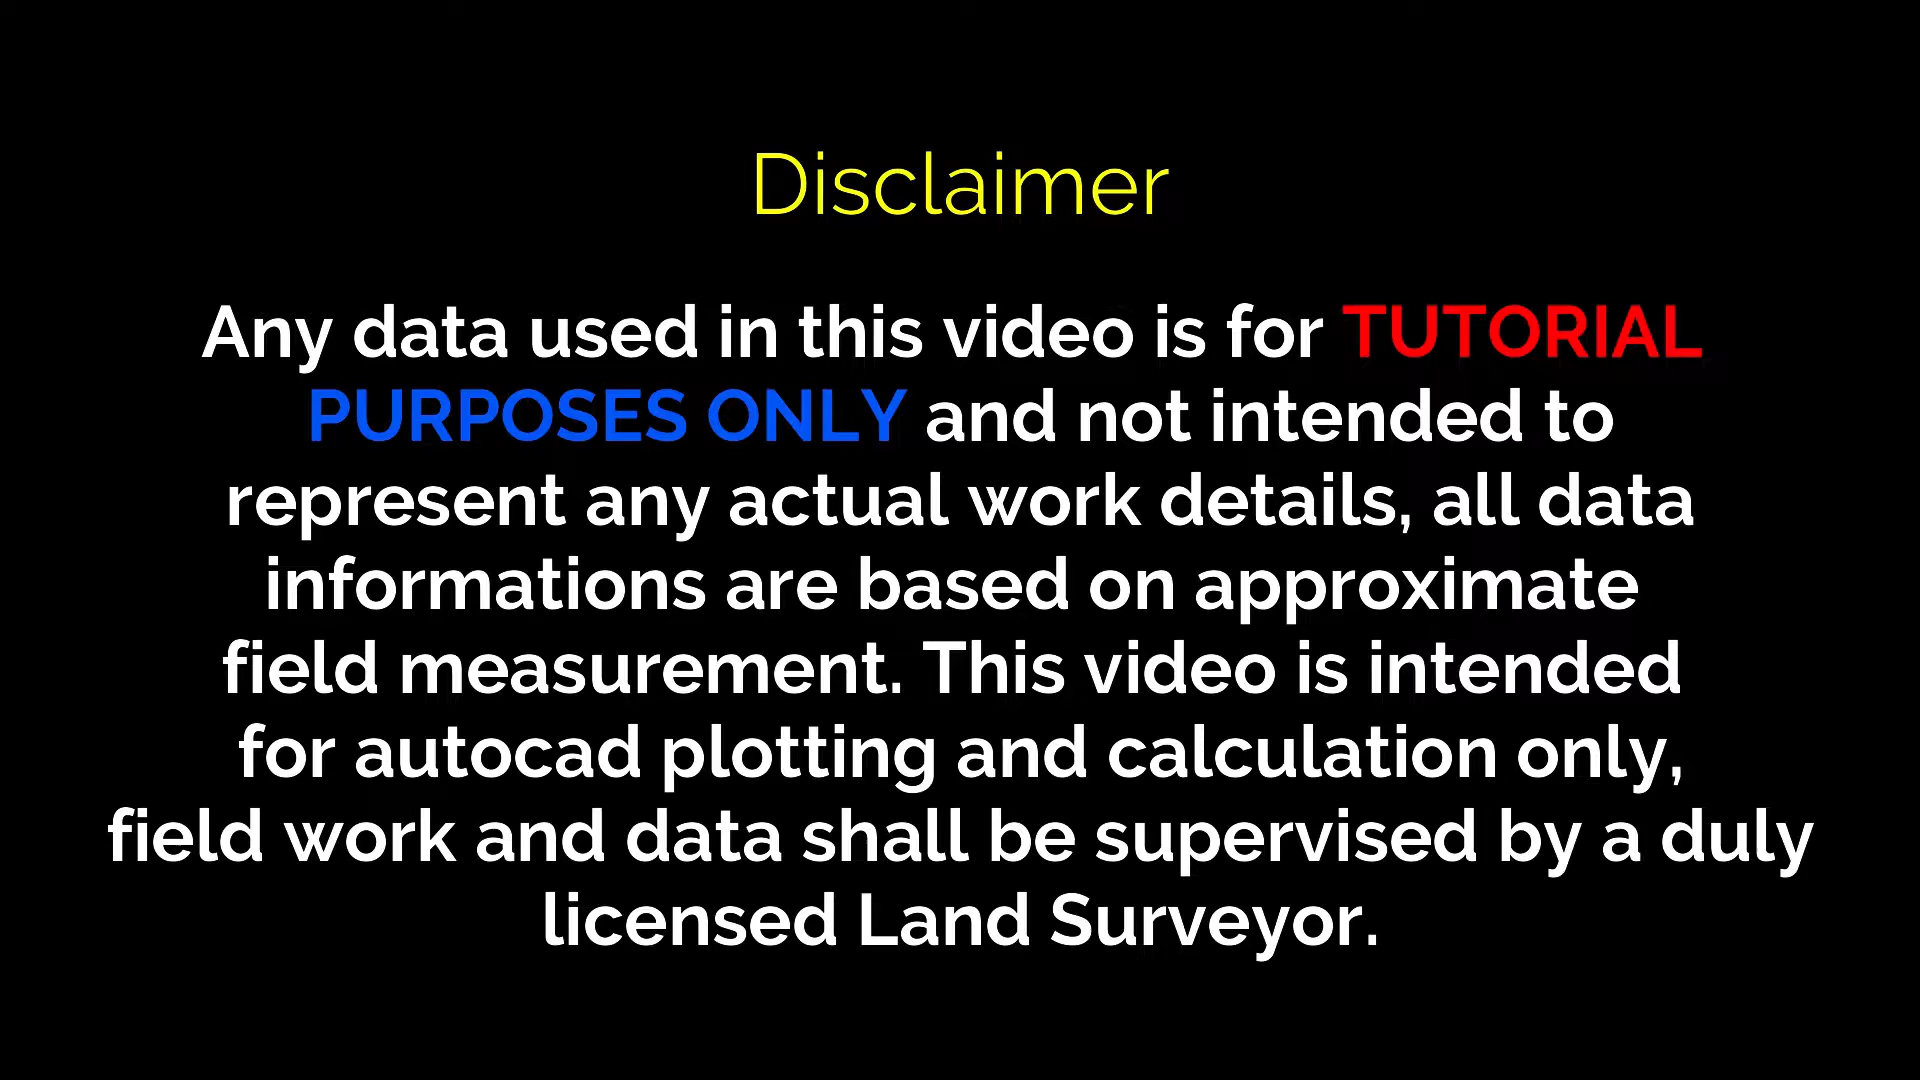 Disclaimer
Any data used in this video is for TUTORIAL
PURPOSES ONLY and not intended to
represent any actual work details, all data
informations are based on approximate
field measurement. This video is intended
for autocad plotting and calculation only,
field work and data shall be supervised by a duly
licensed Land Surveyor.